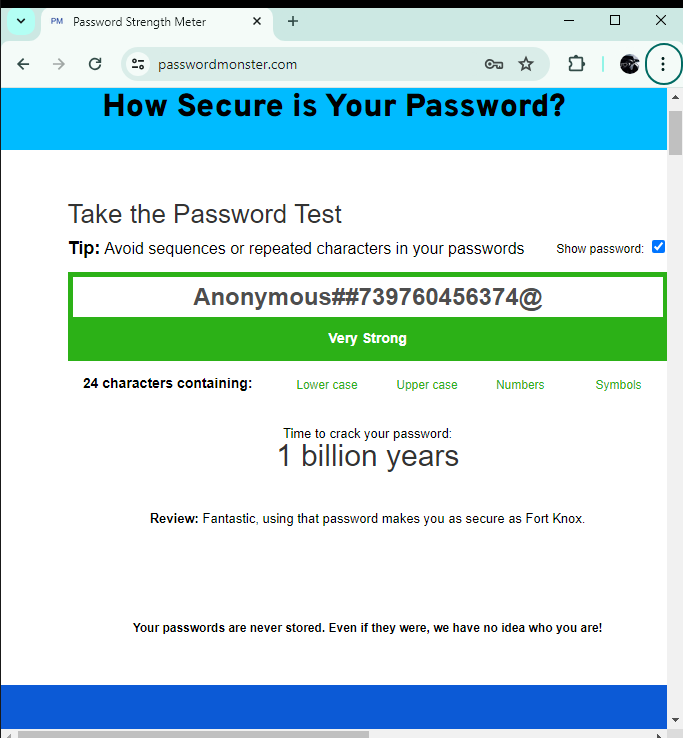 PM Password Strength Meter
passwordmonster.com
How Secure is Your Password?
Take the Password Test
Tip: Avoid sequences or repeated characters in your passwords Show password:
Anonymous##739760456374@
Very Strong
24 characters containing: Lower case Upper case Numbers Symbols
Time to crack your password:
1 billion years
Review: Fantastic, using that password makes you as secure as Fort Knox.
Your passwords are never stored. Even if they were, we have no idea who you are!